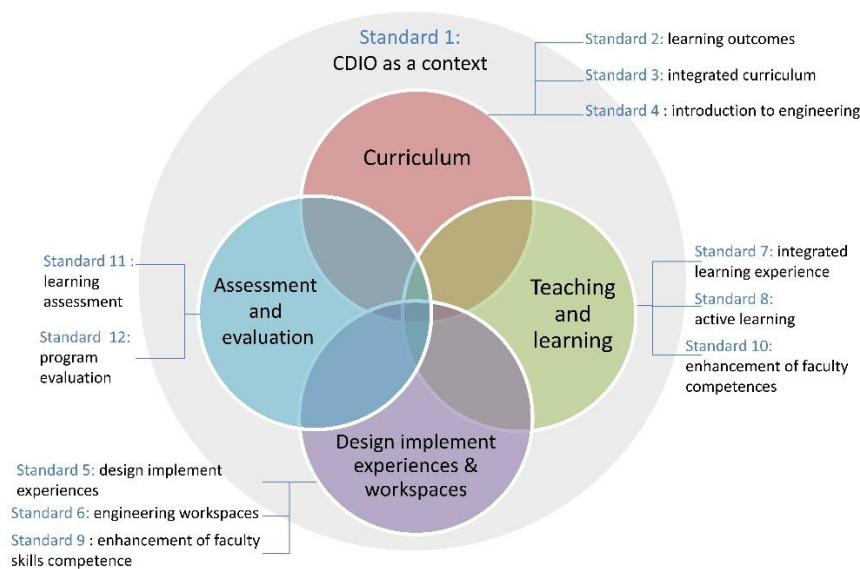 Standard 1:
CDIO as a context
Standard 2: learning outcomes
Standard 3: integrated curriculum
Standard 4 : introduction to engineering
Curriculum
Standard 11 :
learning
assessment
Standard 12:
program
evaluation
Assessment
and
evaluation
Teaching
and
learning
Standard 7: integrated
learning experience
Standard 8:
active learning
Standard 10:
enhancement of faculty
competences
Design implement
experiences &
workspaces
Standard 5: design implement
experiences
Standard 6: engineering workspaces
Standard 9 : enhancement of faculty
skills competence